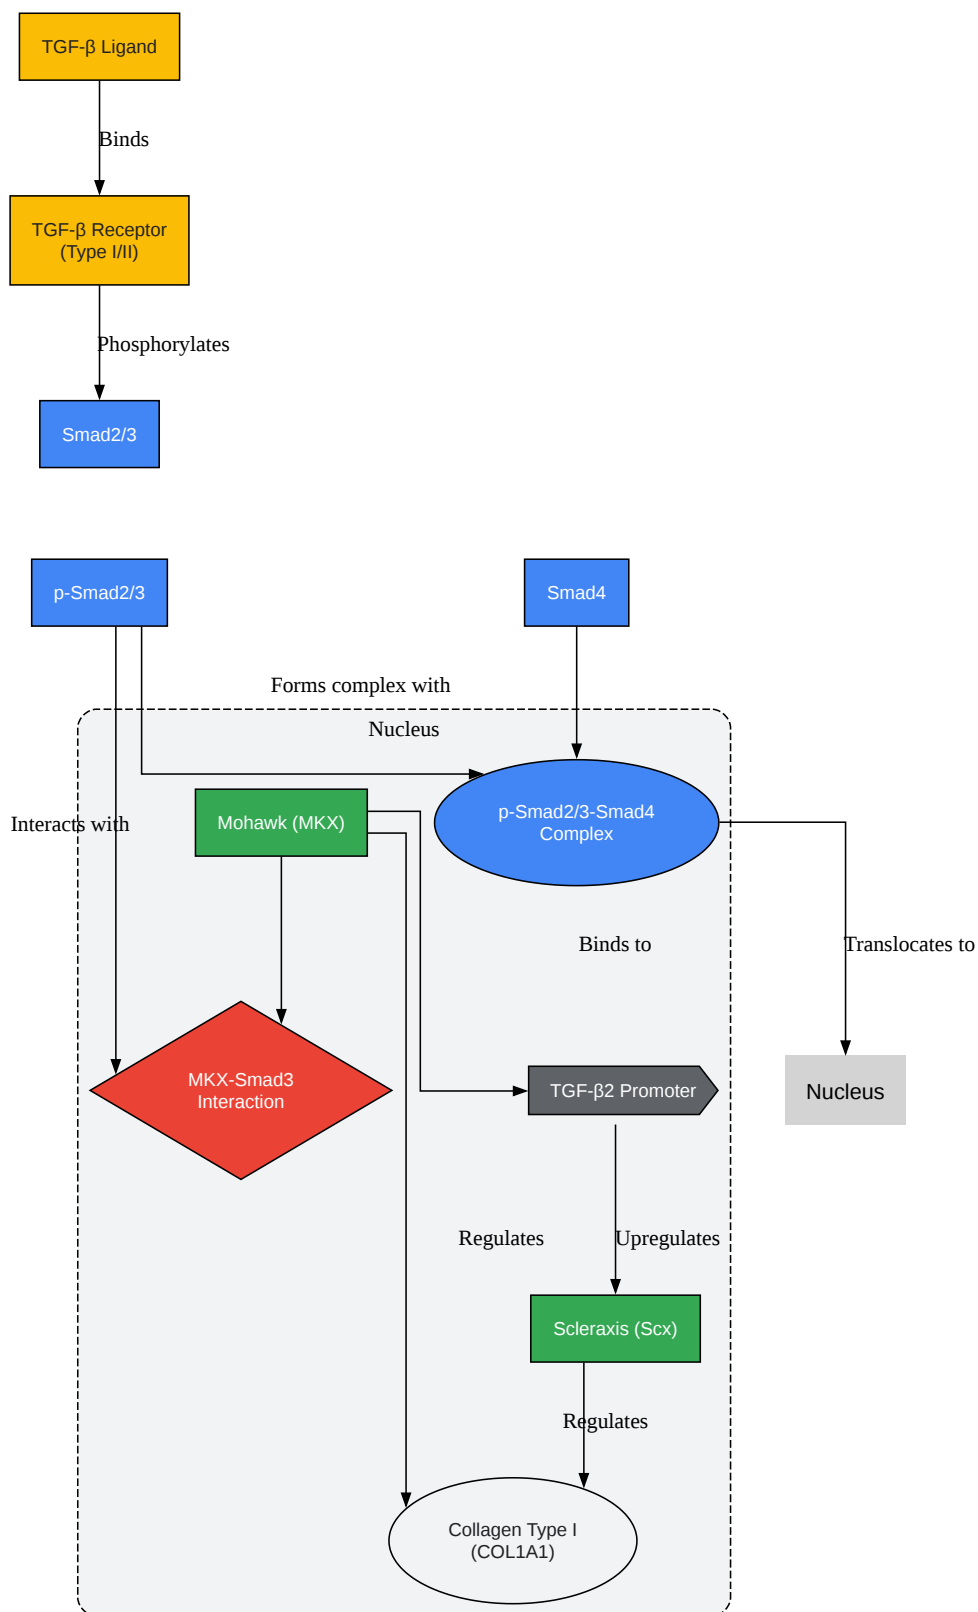 TGF-β Ligand
Binds
TGF-β Receptor
(Type I/II)
Phosphorylates
Smad2/3
p-Smad2/3
Smad4
Forms complex with
Nucleus
Interacts with
Mohawk (MKX)
p-Smad2/3-Smad4
Complex
Binds to
Translocates to
MKX-Smad3
Interaction
TGF-β2 Promoter
Nucleus
Regulates
Upregulates
Scleraxis (Scx)
Regulates
Collagen Type I
(COL1A1)